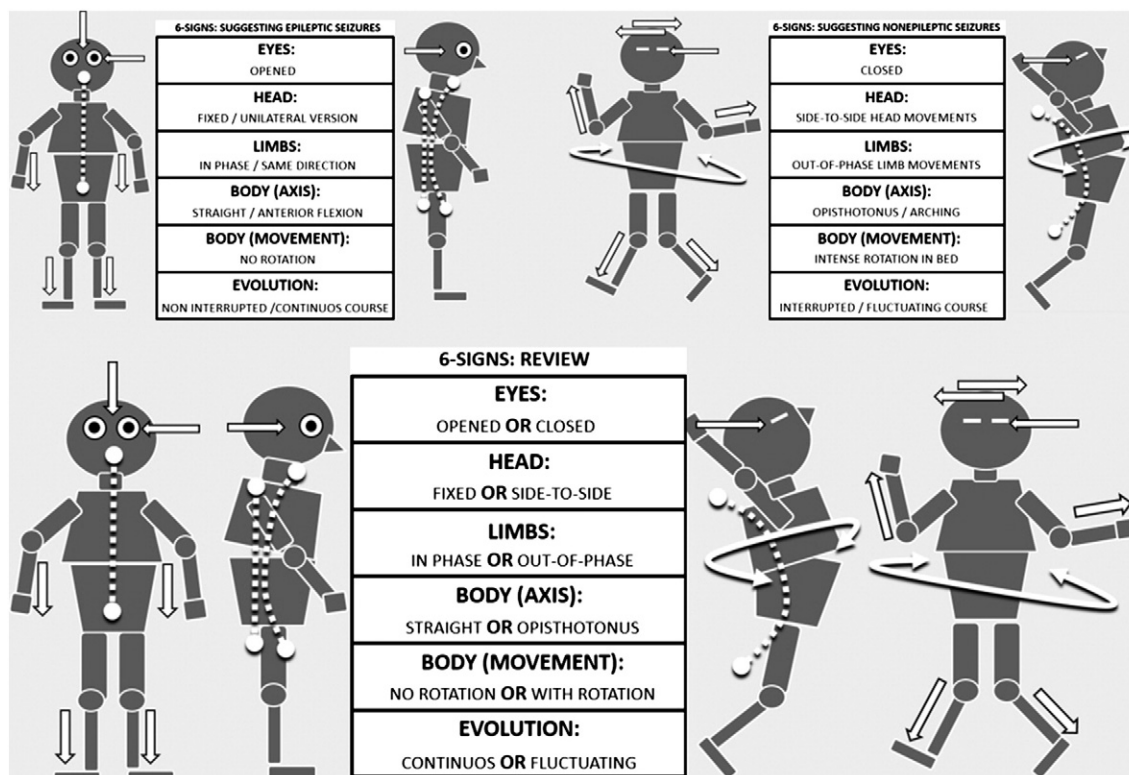 6-SIGNS: SUGGESTING EPILEPTIC SEIZURES
EYES:
OPENED
HEAD:
FIXED / UNILATERAL VERSION
LIMBS:
IN PHASE / SAME DIRECTION
BODY (AXIS):
STRAIGHT / ANTERIOR FLEXION
BODY (MOVEMENT):
NO ROTATION
EVOLUTION:
NON INTERRUPTED /CONTINUOS COURSE
6-SIGNS: SUGGESTING NONEPILEPTIC SEIZURES
EYES:
CLOSED
HEAD:
SIDE-TO-SIDE HEAD MOVEMENTS
LIMBS:
OUT-OF-PHASE LIMB MOVEMENTS
BODY (AXIS):
OPISTHOTONUS / ARCHING
BODY (MOVEMENT):
INTENSE ROTATION IN BED
EVOLUTION:
INTERRUPTED / FLUCTUATING COURSE
6-SIGNS: REVIEW
EYES:
OPENED OR CLOSED
HEAD:
FIXED OR SIDE-TO-SIDE
LIMBS:
IN PHASE OR OUT-OF-PHASE
BODY (AXIS):
STRAIGHT OR OPISTHOTONUS
BODY (MOVEMENT):
NO ROTATION OR WITH ROTATION
EVOLUTION:
CONTINUOS OR FLUCTUATING